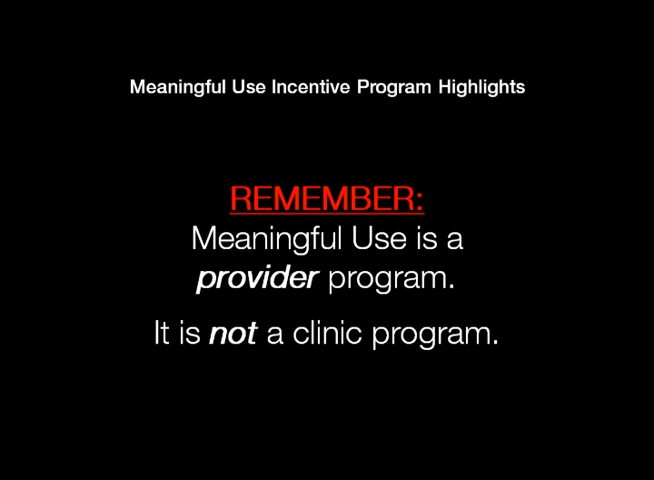 Meaningful Use Incentive Program Highlights
REMEMBER:
Meaningful Use is a
provider program.
It is not a clinic program.